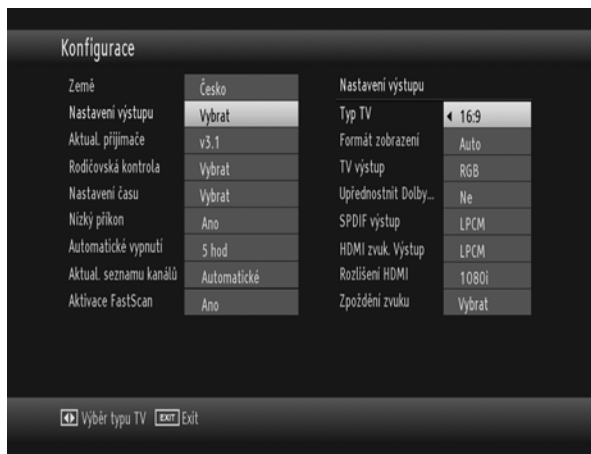 Konfigurace
Země Česko
Nastavení výstupu Vybrat
Aktual. přijímače v3.1
Rodičovská kontrola Vybrat
Nastavení času Vybrat
Nízký příkon Ano
Automatické vypnutí 5 hod
Aktual. seznamu kanálů Automatické
Aktivace FastScan Ano
Nastavení výstupu
Typ TV 16:9
Formát zobrazení Auto
TV výstup RGB
Upřednostnit Dolby... Ne
SPDIF výstup LPCM
HDMI zvuk. Výstup LPCM
Rozlišení HDMI 1080i
Zpoždění zvuku Vybrat
Výběr typu TV EXIT Exit